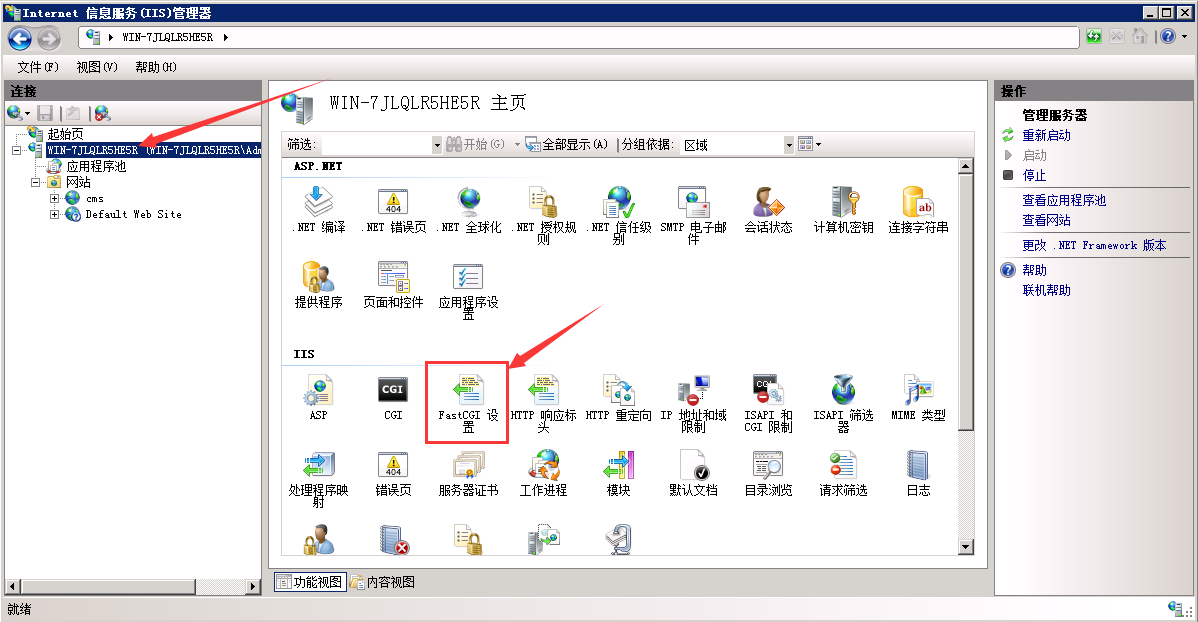 Internet 信息服务(IIS)管理器
WIN-7JLQLR5HE5R
文件(F) 视图(V) 帮助(H)
连接
起始页
WIN-7JLQLR5HE5R (WIN-7JLQLR5HE5R\Adm
应用程序池
网站
cms
Default Web Site
WIN-7JLQLR5HE5R 主页
筛选: 开始(G) 全部显示(A) 分组依据: 区域
ASP.NET
.NET 编译
.NET 错误页
.NET 全球化
.NET 授权规则
.NET 信任级别
SMTP 电子邮件
会话状态
计算机密钥
连接字符串
提供程序
页面和控件
应用程序设置
IIS
ASP
CGI
CGI
FastCGI 设置
HTTP 响应标头
HTTP 重定向
IP 地址和域限制
ISAPI 和 CGI 限制
ISAPI 筛选器
MIME 类型
处理程序映射
404
错误页
服务器证书
工作进程
模块
默认文档
目录浏览
请求筛选
日志
功能视图 内容视图
操作
管理服务器
重新启动
启动
停止
查看应用程序池
查看网站
更改 .NET Framework 版本
帮助
联机帮助
就绪